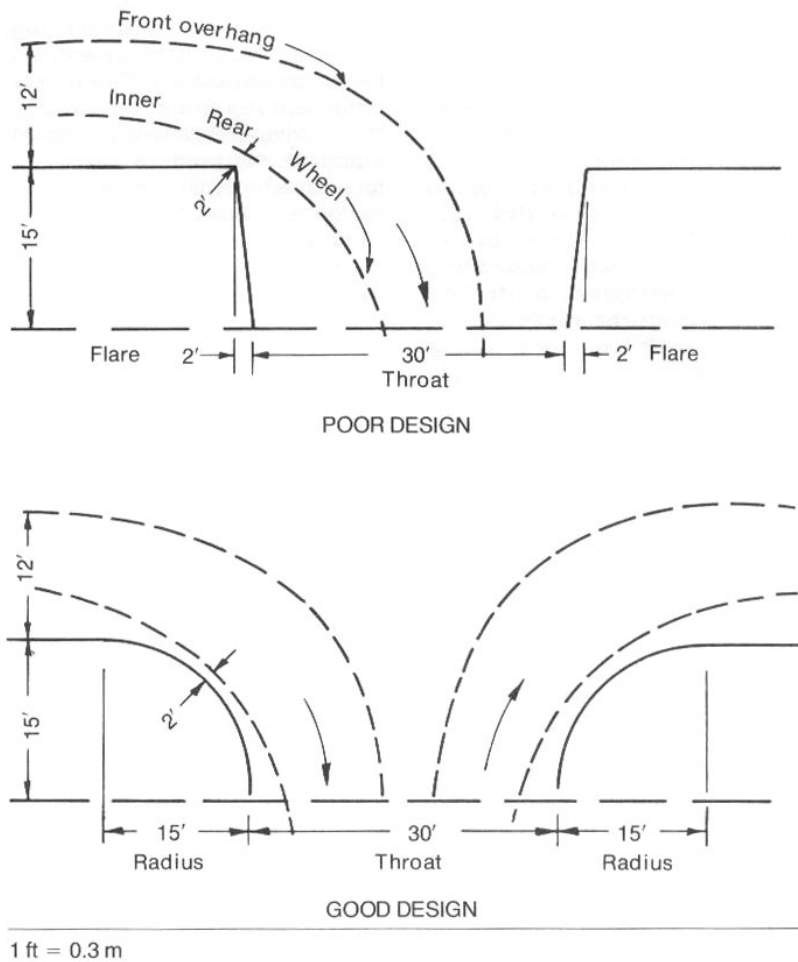 Front overhang
12'
Inner Rear Wheel
2'
15'
Flare 2' 30' 2' Flare
Throat
POOR DESIGN
12'
2'
15'
15' 30' 15'
Radius Throat Radius
GOOD DESIGN
1 ft = 0.3 m